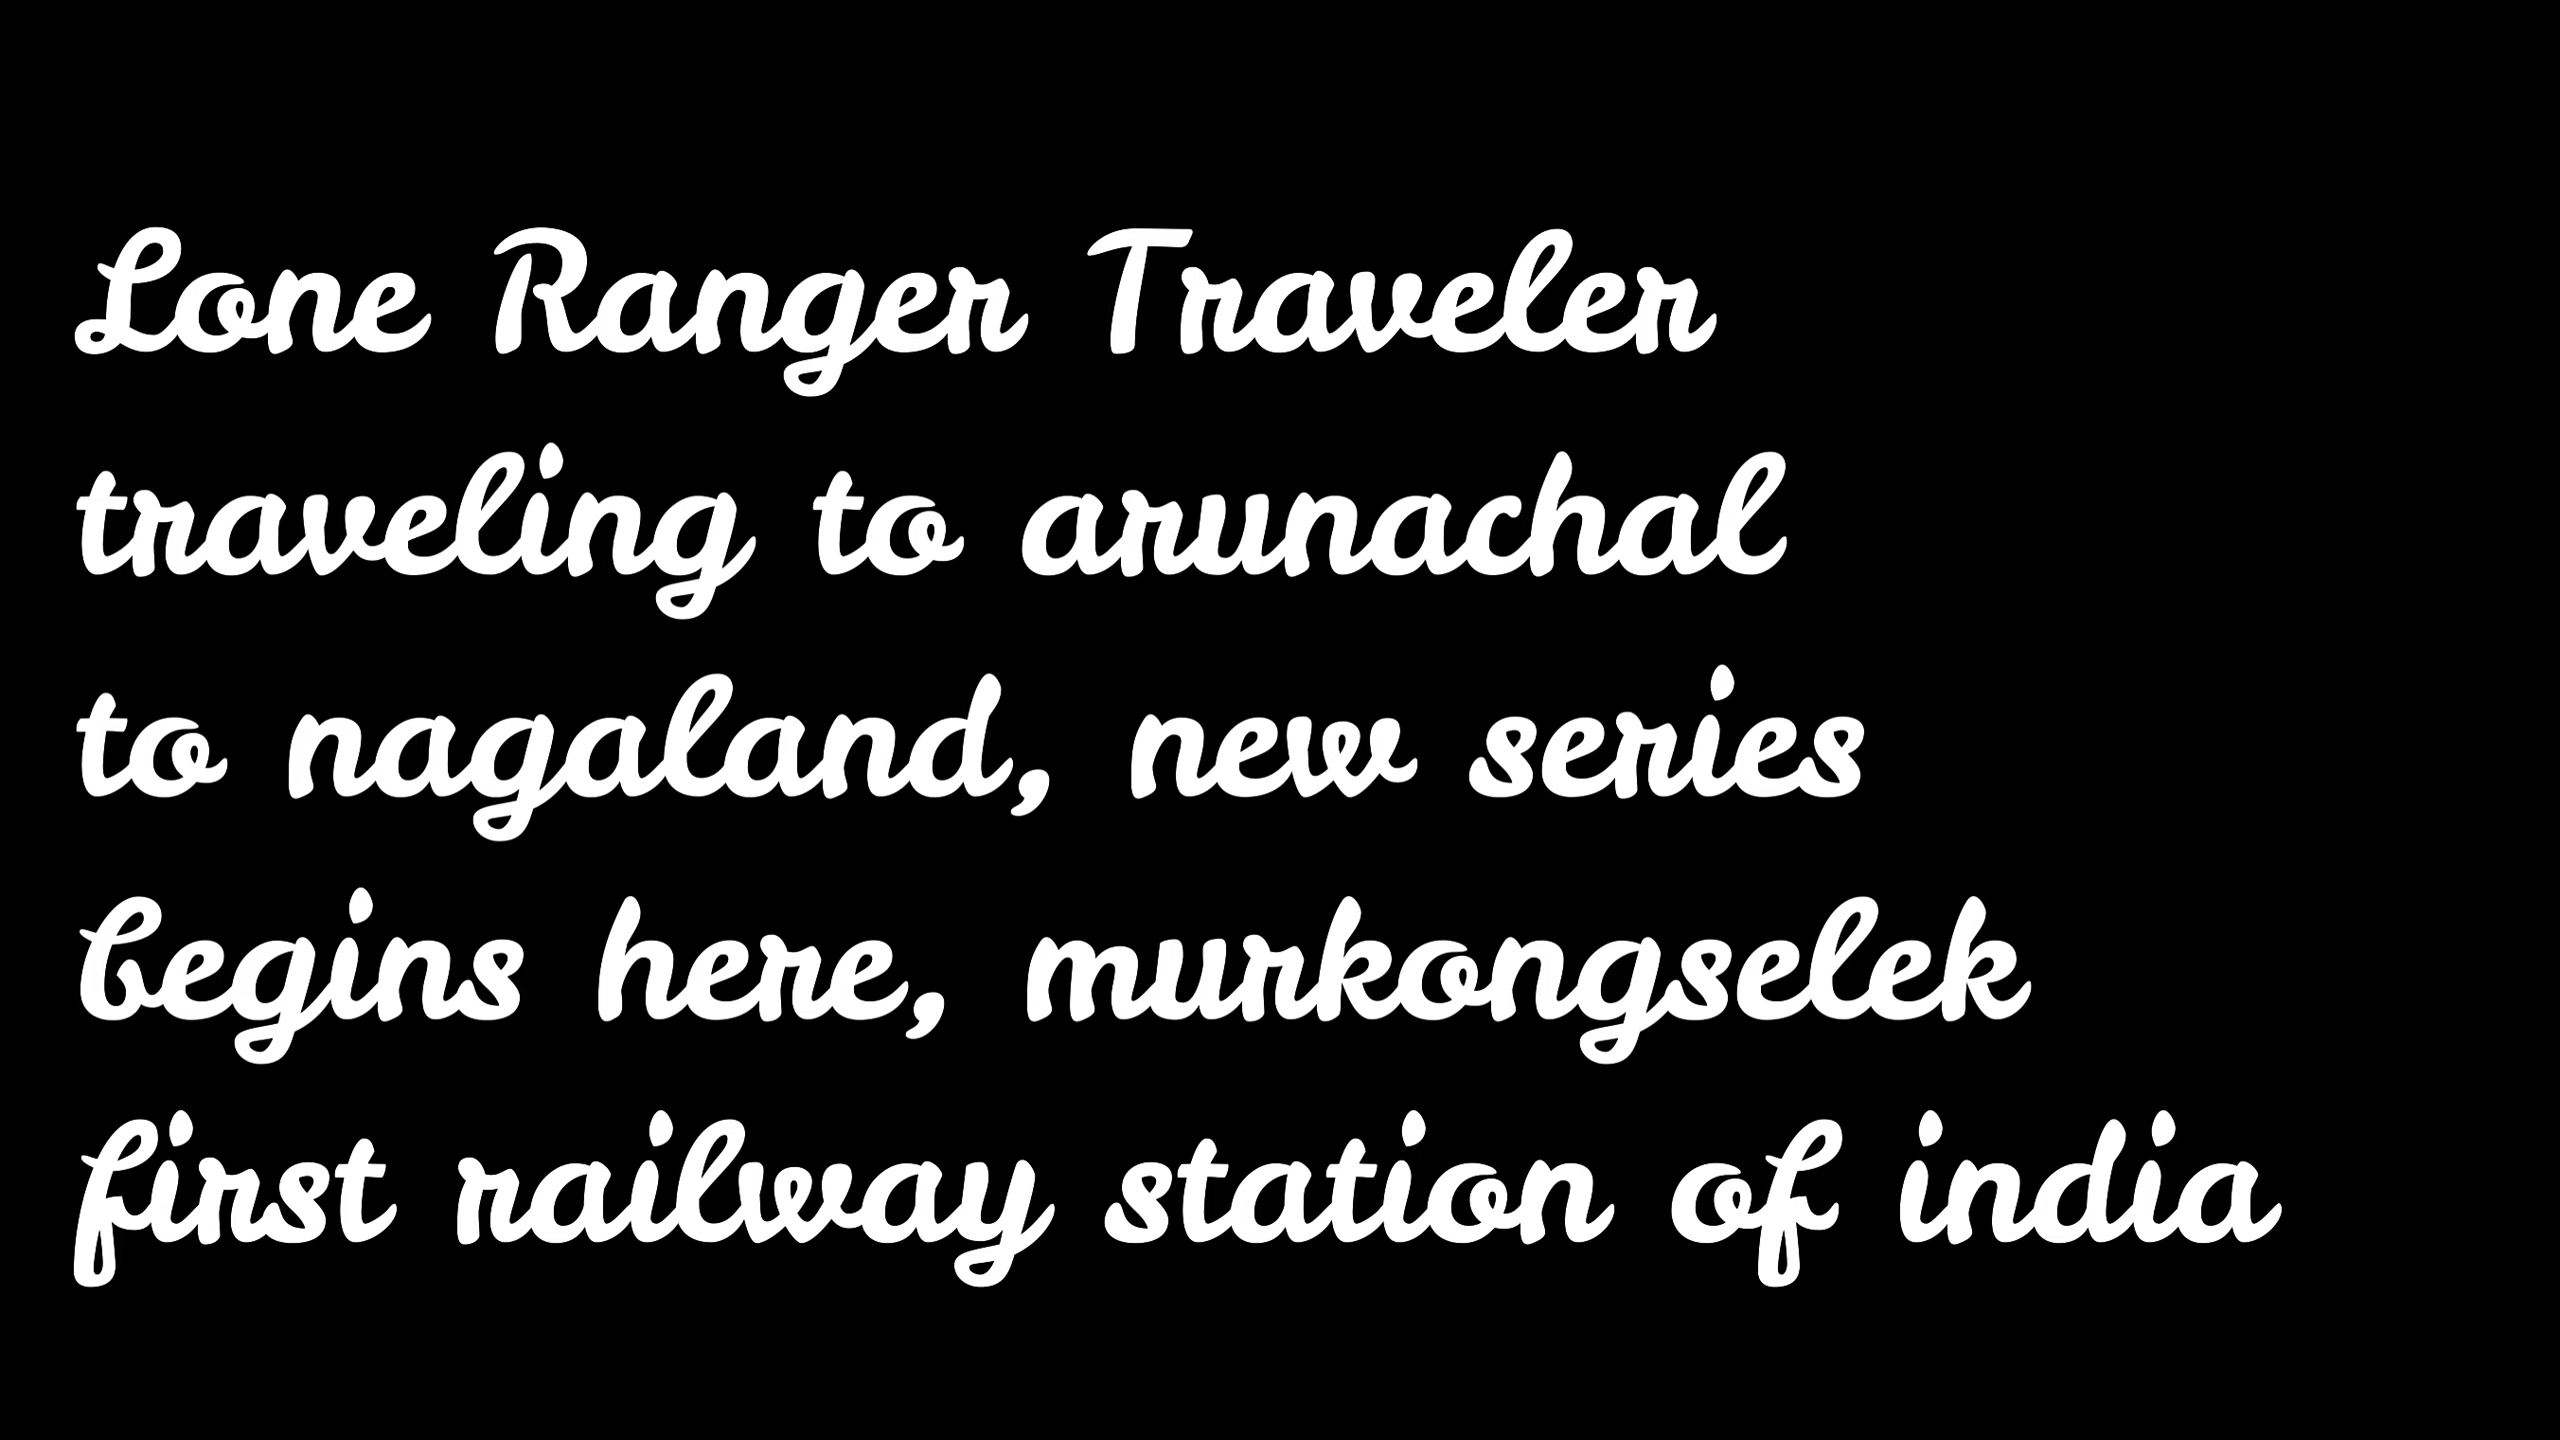 Lone Ranger Traveler
traveling to arunachal
to nagaland, new series
begins here, murkongselek
first railway station of india